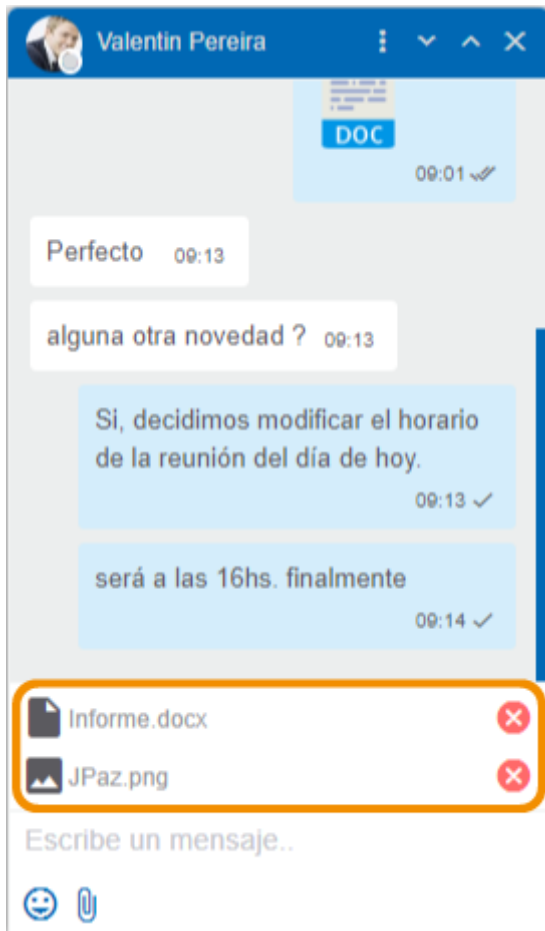 Valentin Pereira
DOC
09:01
Perfecto 09:13
alguna otra novedad ? 09:13
Si, decidimos modificar el horario
de la reunión del día de hoy.
09:13
será a las 16hs. finalmente
09:14
Informe.docx
JPaz.png
Escribe un mensaje..